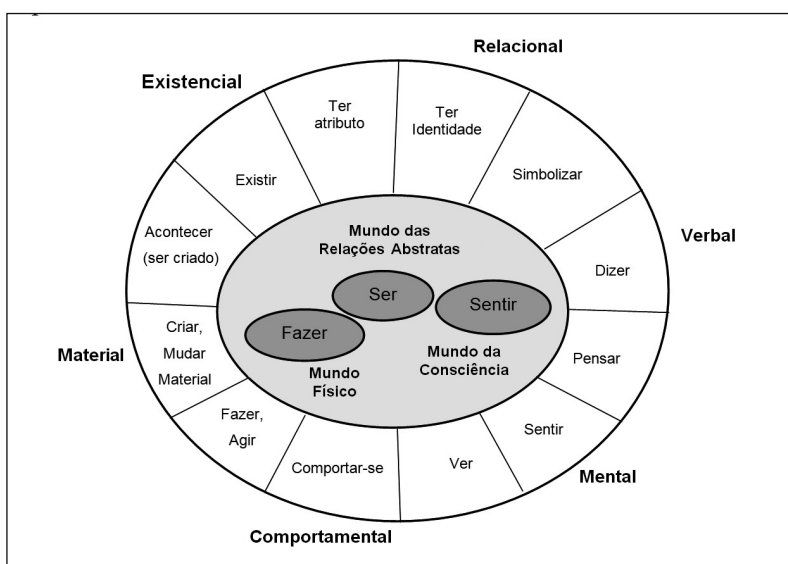 Relacional
Existencial
Ter
atributo
Ter
Identidade
Existir
Simbolizar
Acontecer
(ser criado)
Mundo das
Relações Abstratas
Verbal
Dizer
Ser
Sentir
Fazer
Material
Criar,
Mudar
Material
Mundo
Físico
Mundo da
Consciência
Pensar
Fazer,
Agir
Sentir
Comportar-se
Ver
Mental
Comportamental